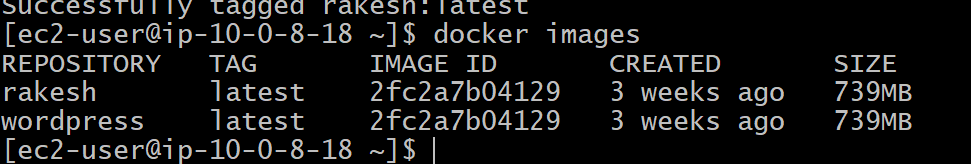 Successfully tagged rakesh:latest
[ec2-user@ip-10-0-8-18 ~]$ docker images
REPOSITORY TAG IMAGE ID CREATED SIZE
rakesh latest 2fc2a7b04129 3 weeks ago 739MB
wordpress latest 2fc2a7b04129 3 weeks ago 739MB
[ec2-user@ip-10-0-8-18 ~]$